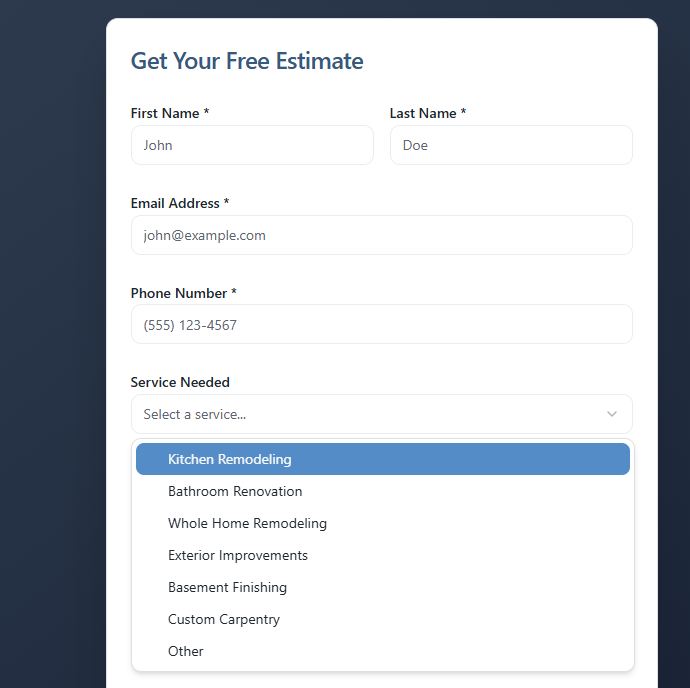 Get Your Free Estimate
First Name * Last Name *
John Doe
Email Address *
john@example.com
Phone Number *
(555) 123-4567
Service Needed
Select a service...
Kitchen Remodeling
Bathroom Renovation
Whole Home Remodeling
Exterior Improvements
Basement Finishing
Custom Carpentry
Other